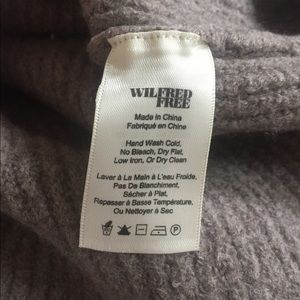 WILFRED
FREE
Made in China
Fabriqué en Chine
Hand Wash Cold,
No Bleach, Dry Flat,
Low Iron, Or Dry Clean
Laver à La Main à L'eau Froide,
Pas De Blanchiment,
Sécher à Plat,
Repasser à Basse Température,
Ou Nettoyer à Sec
P